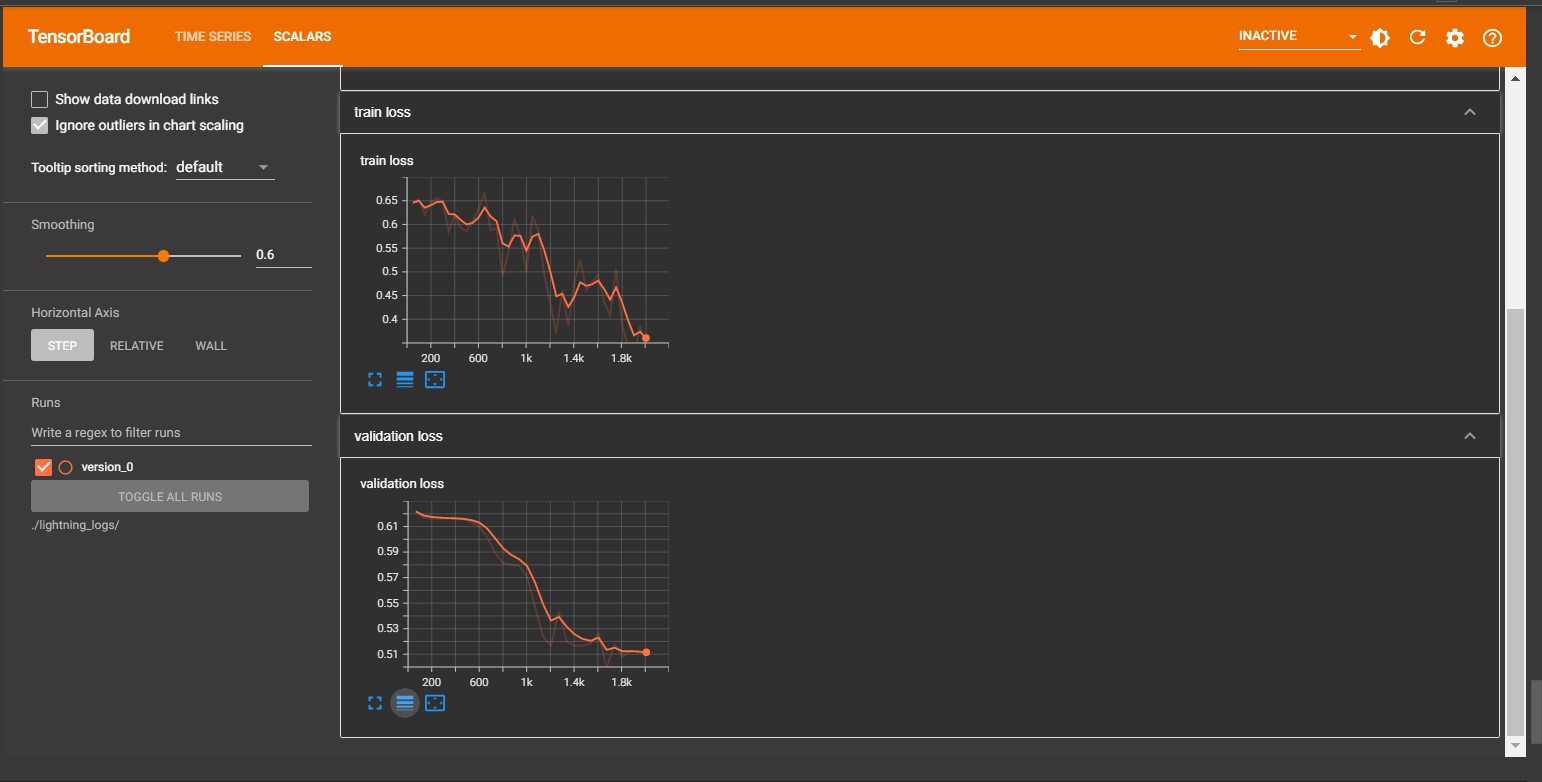 TensorBoard TIME SERIES SCALARS INACTIVE
Show data download links
Ignore outliers in chart scaling
Tooltip sorting method: default
Smoothing
0.6
Horizontal Axis
STEP RELATIVE WALL
Runs
Write a regex to filter runs
version_0
TOGGLE ALL RUNS
./lightning_logs/
train loss
train loss
0.65
0.6
0.55
0.5
0.45
0.4
200 600 1k 1.4k 1.8k
validation loss
validation loss
0.61
0.59
0.57
0.55
0.53
0.51
200 600 1k 1.4k 1.8k